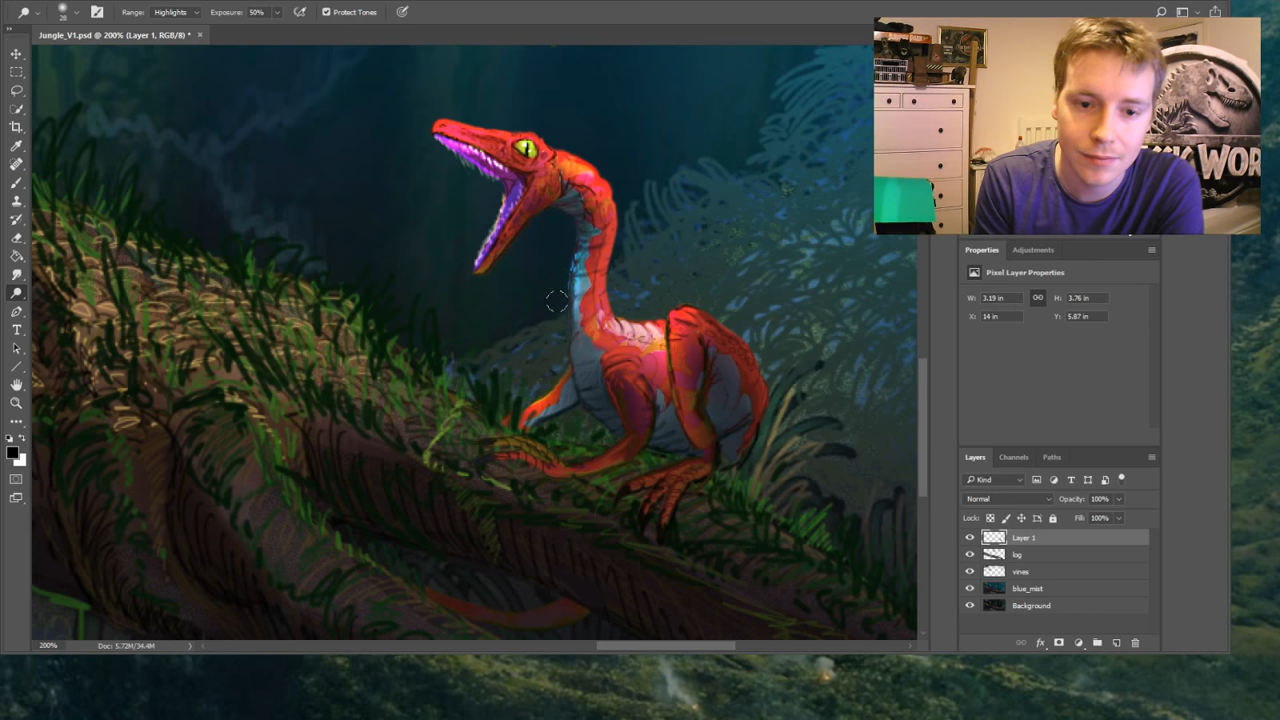 28
Range: Highlights
Exposure: 50%
Protect Tones
Jungle_V1.psd @ 200% (Layer 1, RGB/8) *
Properties
Adjustments
Pixel Layer Properties
W: 3.19 in
H: 3.76 in
X: 14 in
Y: 5.87 in
Layers
Channels
Paths
Kind
Normal
Opacity: 100%
Lock:
Fill: 100%
Layer 1
log
vines
blue_mist
Background
200%
Doc: 5.72M/34.4M